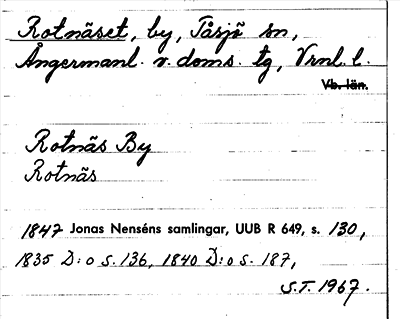 Rotnäset, by, Tåsjö sn,
Ångermanl. v. doms. tg, Vrnl. l.
Vb. län.
Rotnäs By
Rotnäs
1847 Jonas Nenséns samlingar, UUB R 649, s. 130,
1835 D:o s. 136, 1840 D:o s. 187,
S.T. 1967.